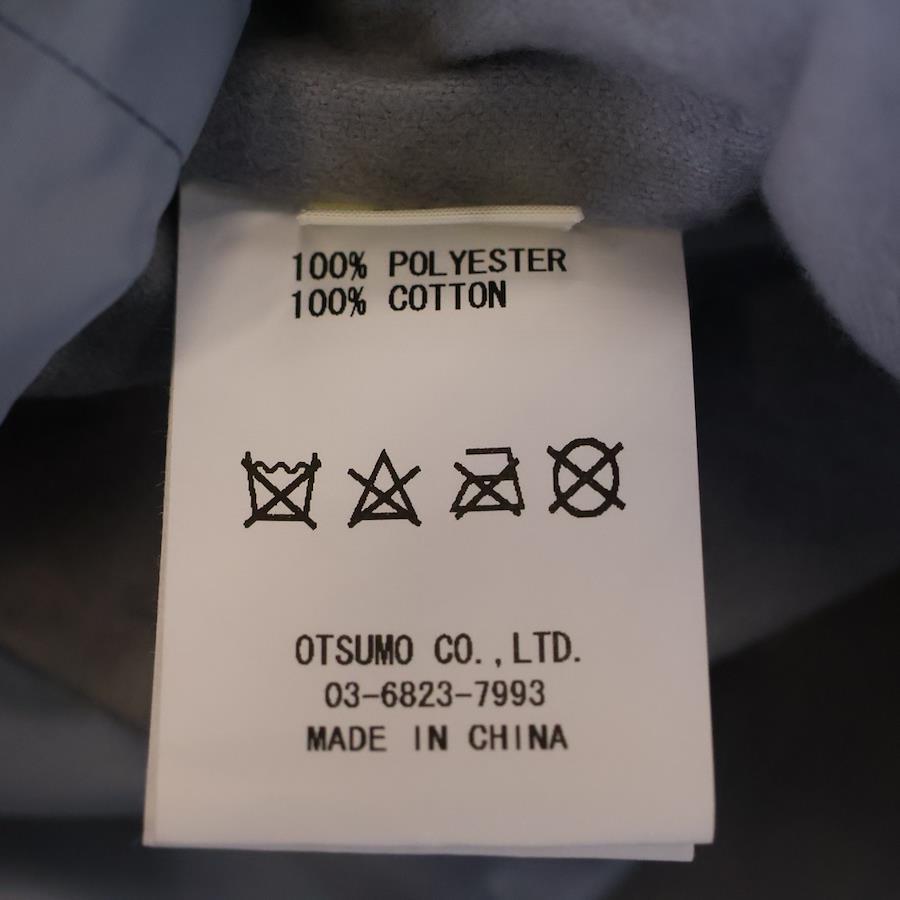 100% POLYESTER
100% COTTON
OTSUMO CO.,LTD.
03-6823-7993
MADE IN CHINA